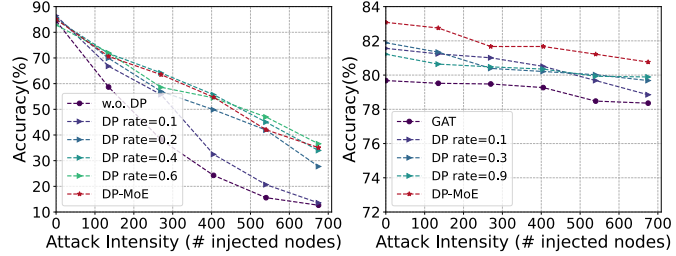 90
80
70
60
50
40
30
20
10
Accuracy(%)
w.o. DP
DP rate=0.1
DP rate=0.2
DP rate=0.4
DP rate=0.6
DP-MoE
0 100 200 300 400 500 600 700
Attack Intensity (# injected nodes)
84
82
80
78
76
74
72
Accuracy(%)
GAT
DP rate=0.1
DP rate=0.3
DP rate=0.9
DP-MoE
0 100 200 300 400 500 600 700
Attack Intensity (# injected nodes)